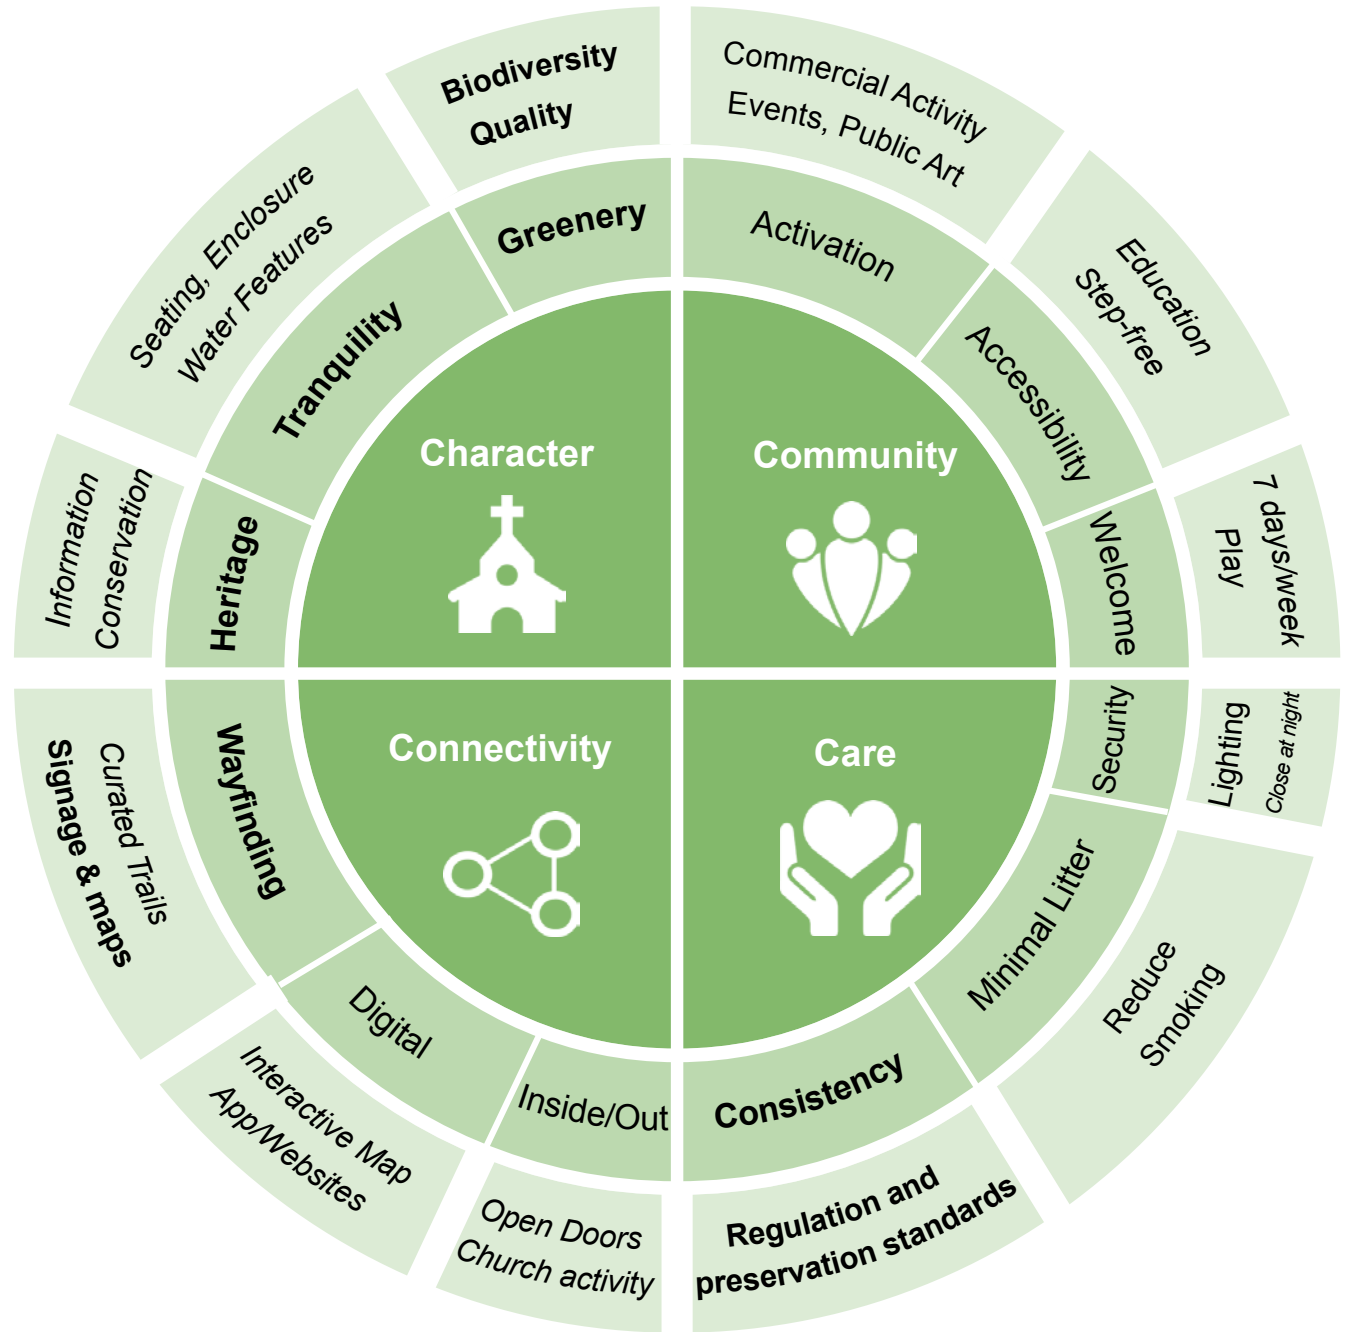 Character
Community
Connectivity
Care
Greenery
Biodiversity
Quality
Tranquility
Seating, Enclosure
Water Features
Heritage
Information
Conservation
Activation
Commercial Activity
Events, Public Art
Accessibility
Education
Step-free
Welcome
7 days/week
Play
Security
Lighting
Close at night
Minimal Litter
Reduce
Smoking
Consistency
Regulation and
preservation standards
Inside/Out
Open Doors
Church activity
Digital
Interactive Map
App/Websites
Wayfinding
Curated Trails
Signage & maps